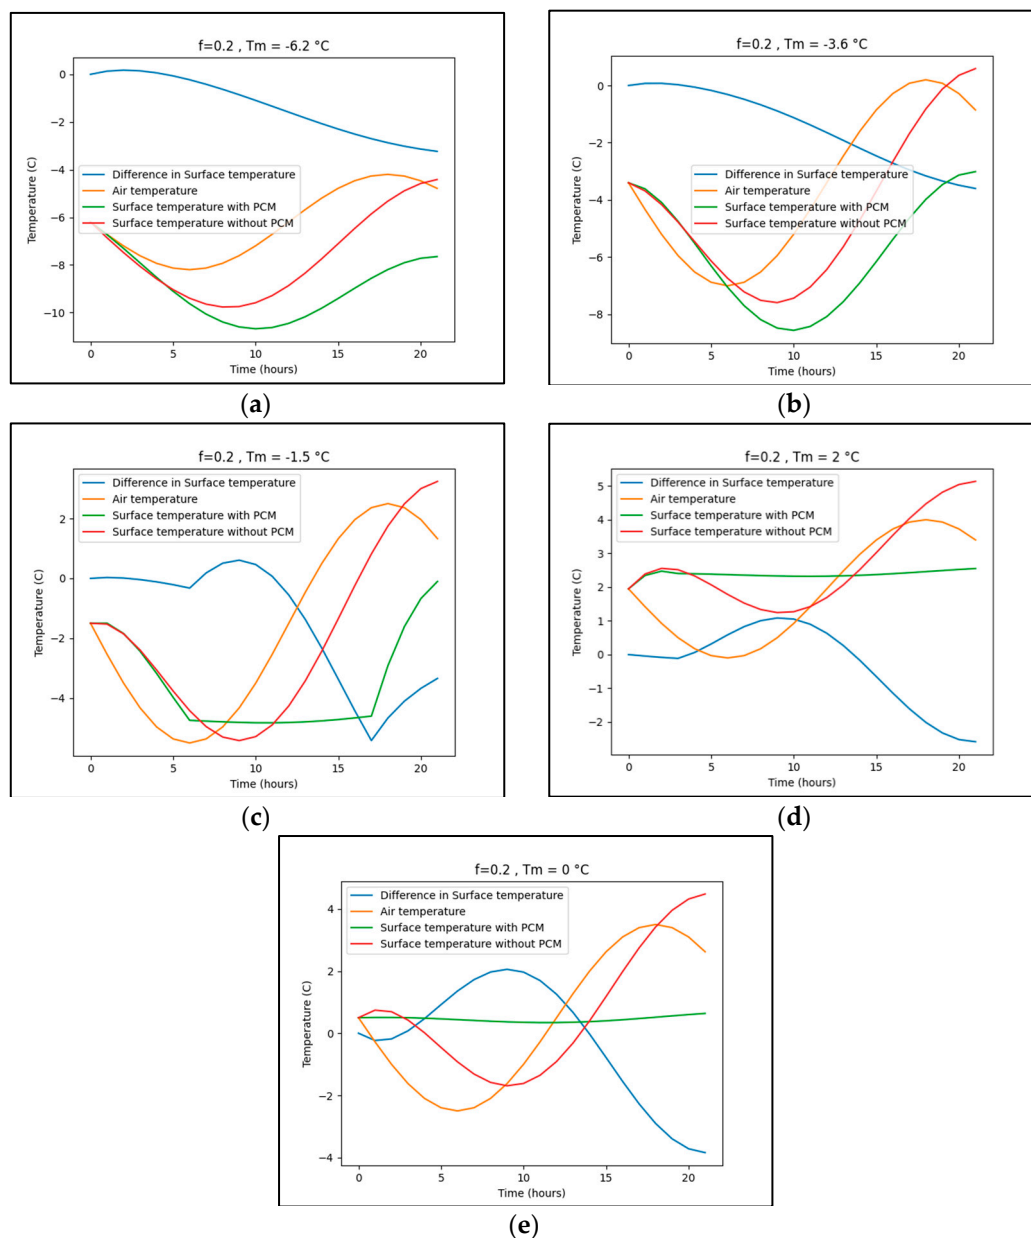 f=0.2 , Tm = -6.2 °C
Temperature (C)
0
−2
−4
−6
−8
−10
Difference in Surface temperature
Air temperature
Surface temperature with PCM
Surface temperature without PCM
0 5 10 15 20
Time (hours)
(a)
f=0.2 , Tm = -3.6 °C
Temperature (C)
0
−2
−4
−6
−8
Difference in Surface temperature
Air temperature
Surface temperature with PCM
Surface temperature without PCM
0 5 10 15 20
Time (hours)
(b)
f=0.2 , Tm = -1.5 °C
Temperature (C)
2
0
−2
−4
Difference in Surface temperature
Air temperature
Surface temperature with PCM
Surface temperature without PCM
0 5 10 15 20
Time (hours)
(c)
f=0.2 , Tm = 2 °C
Temperature (C)
5
4
3
2
1
0
−1
−2
Difference in Surface temperature
Air temperature
Surface temperature with PCM
Surface temperature without PCM
0 5 10 15 20
Time (hours)
(d)
f=0.2 , Tm = 0 °C
Temperature (C)
4
2
0
−2
−4
Difference in Surface temperature
Air temperature
Surface temperature with PCM
Surface temperature without PCM
0 5 10 15 20
Time (hours)
(e)